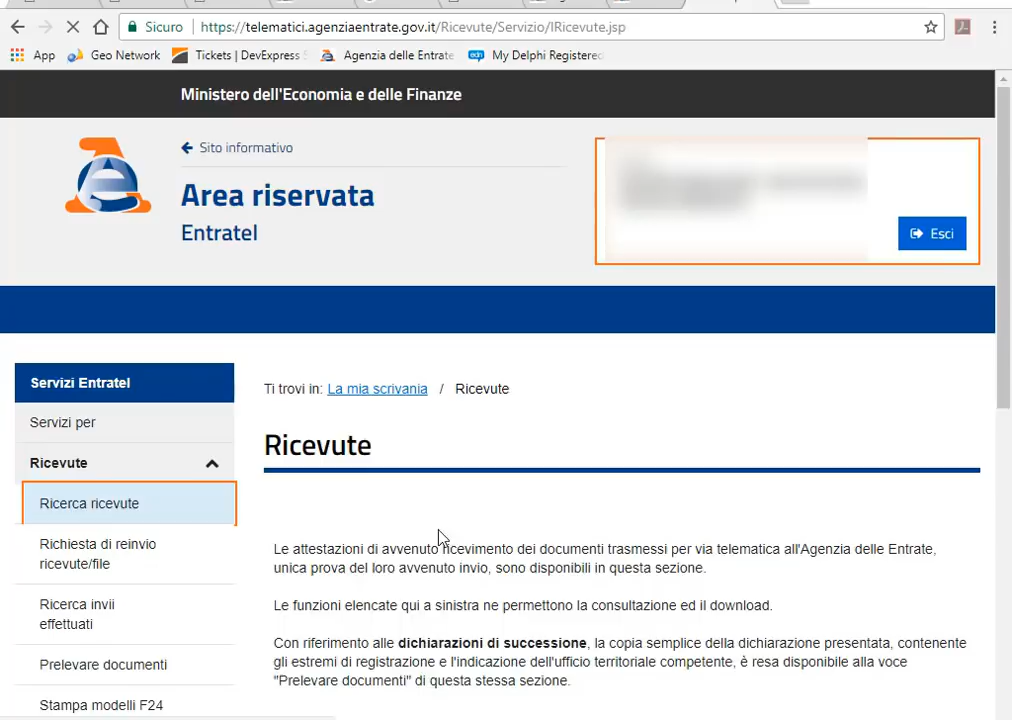 Sicuro https://telematici.agenziaentrate.gov.it/Ricevute/Servizio/IRicevute.jsp
App Geo Network Tickets | DevExpress Agenzia delle Entrate My Delphi Registered
Ministero dell'Economia e delle Finanze
Sito informativo
Area riservata
Entratel
Esci
Servizi Entratel
Servizi per
Ricevute
Ricerca ricevute
Richiesta di reinvio
ricevute/file
Ricerca invii
effettuati
Prelevare documenti
Stampa modelli F24
Ti trovi in: La mia scrivania / Ricevute
Ricevute
Le attestazioni di avvenuto ricevimento dei documenti trasmessi per via telematica all'Agenzia delle Entrate,
unica prova del loro avvenuto invio, sono disponibili in questa sezione.
Le funzioni elencate qui a sinistra ne permettono la consultazione ed il download.
Con riferimento alle dichiarazioni di successione, la copia semplice della dichiarazione presentata, contenente
gli estremi di registrazione e l'indicazione dell'ufficio territoriale competente, è resa disponibile alla voce
"Prelevare documenti" di questa stessa sezione.